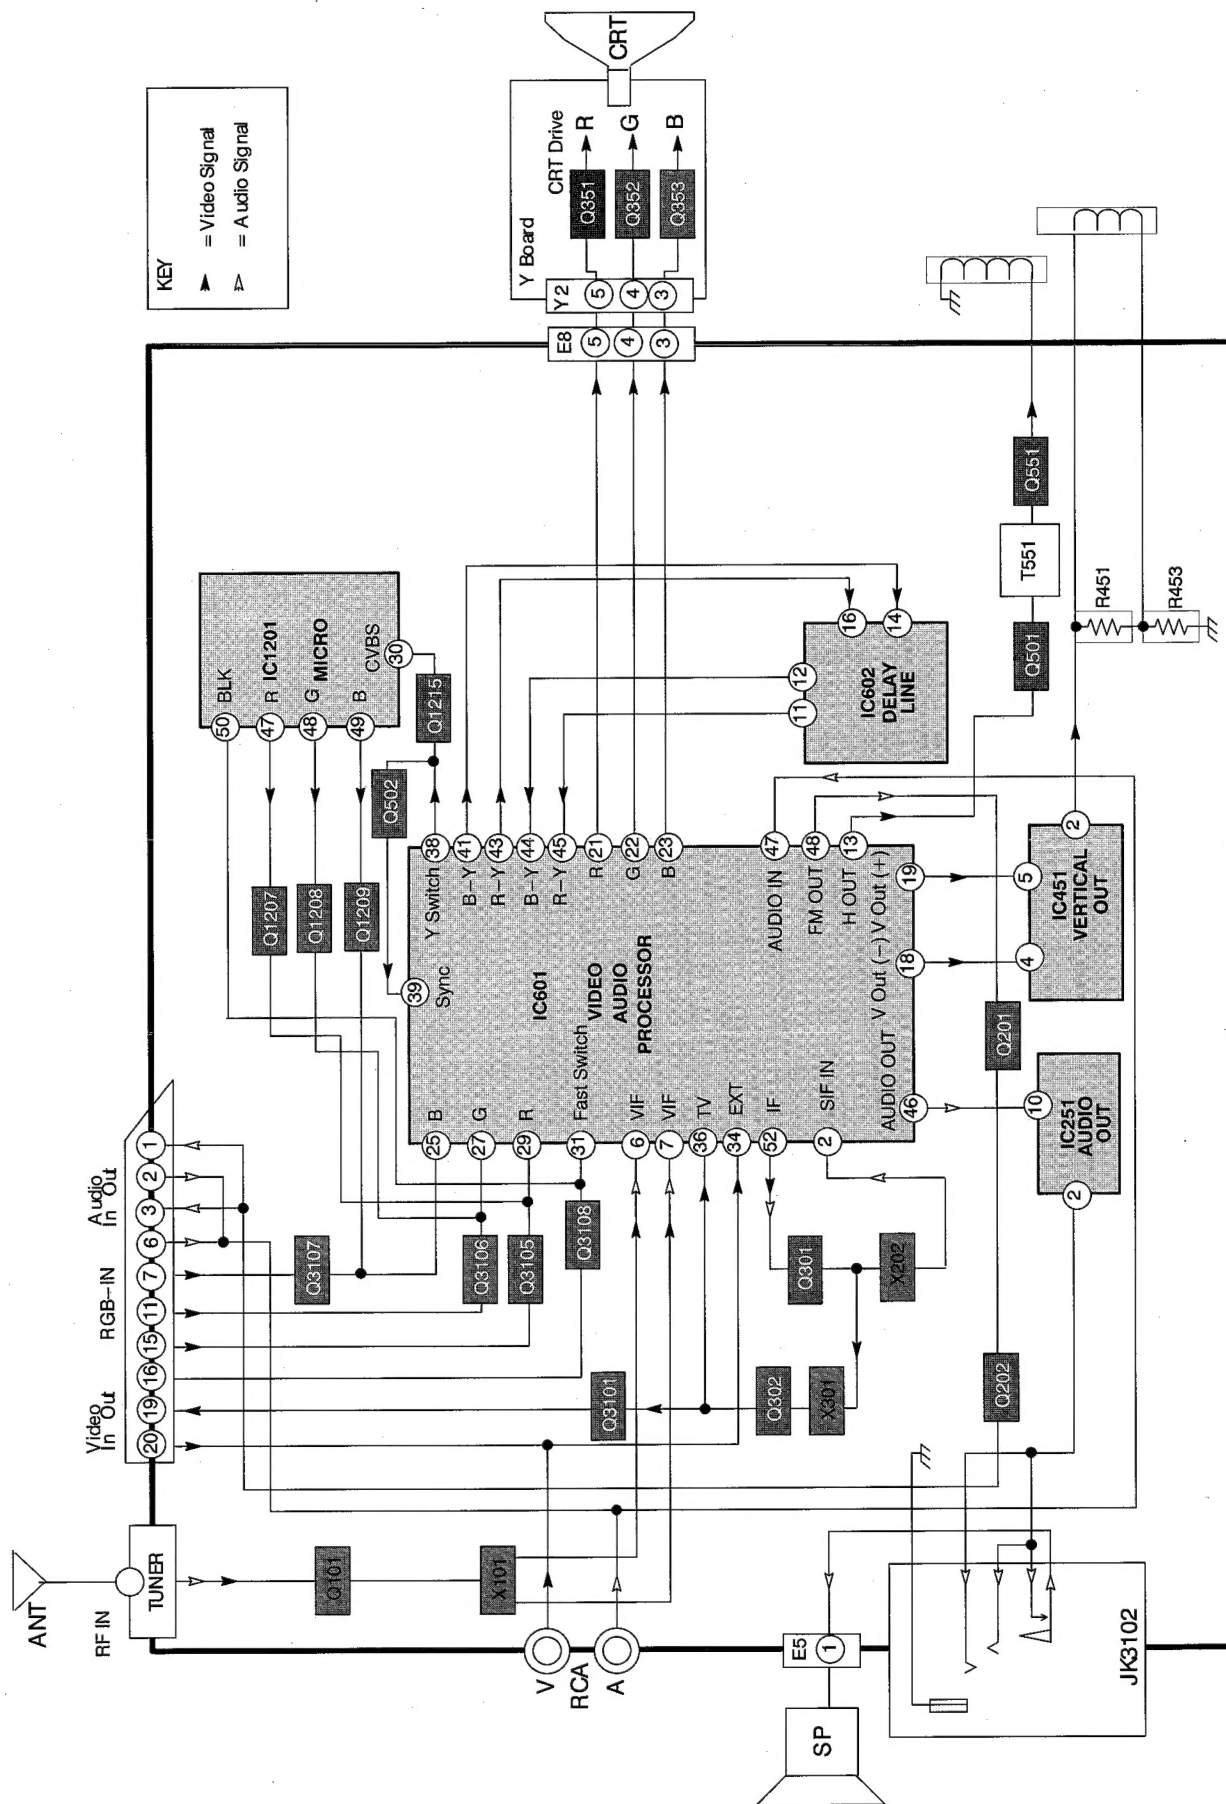 KEY
= Video Signal
= Audio Signal
ANT
RF IN
TUNER
Video
In Out
RGB-IN
Audio
In Out
20
19
16
15
11
7
6
3
2
1
Q101
X101
V
RCA
A
E5
1
SP
JK3102
Q3107
Q3106
Q3105
Q3108
Q3101
Q302
X301
Q301
X202
Q202
Q201
IC1201
MICRO
50 BLK
47 R
48 G
49 B
CVBS
30
Q1207
Q1208
Q1209
Q1215
Q502
IC601
VIDEO
AUDIO
PROCESSOR
39
Sync
25 B
27 G
29 R
31 Fast Switch
6 VIF
7 VIF
36 TV
34 EXT
52 IF
2 SIF IN
Y Switch 38
B-Y 41
R-Y 43
B-Y 44
R-Y 45
R 21
G 22
B 23
AUDIO IN 47
FM OUT 48
H OUT 13
AUDIO OUT
46
V Out (-)
18
V Out (+)
19
IC602
DELAY
LINE
11
12
16
14
IC251
AUDIO
OUT
10
2
IC451
VERTICAL
OUT
4
5
2
Q501
T551
Q551
R451
R453
E8
5
4
3
Y2
5
4
3
Y Board
CRT Drive
Q351
R
Q352
G
Q353
B
CRT